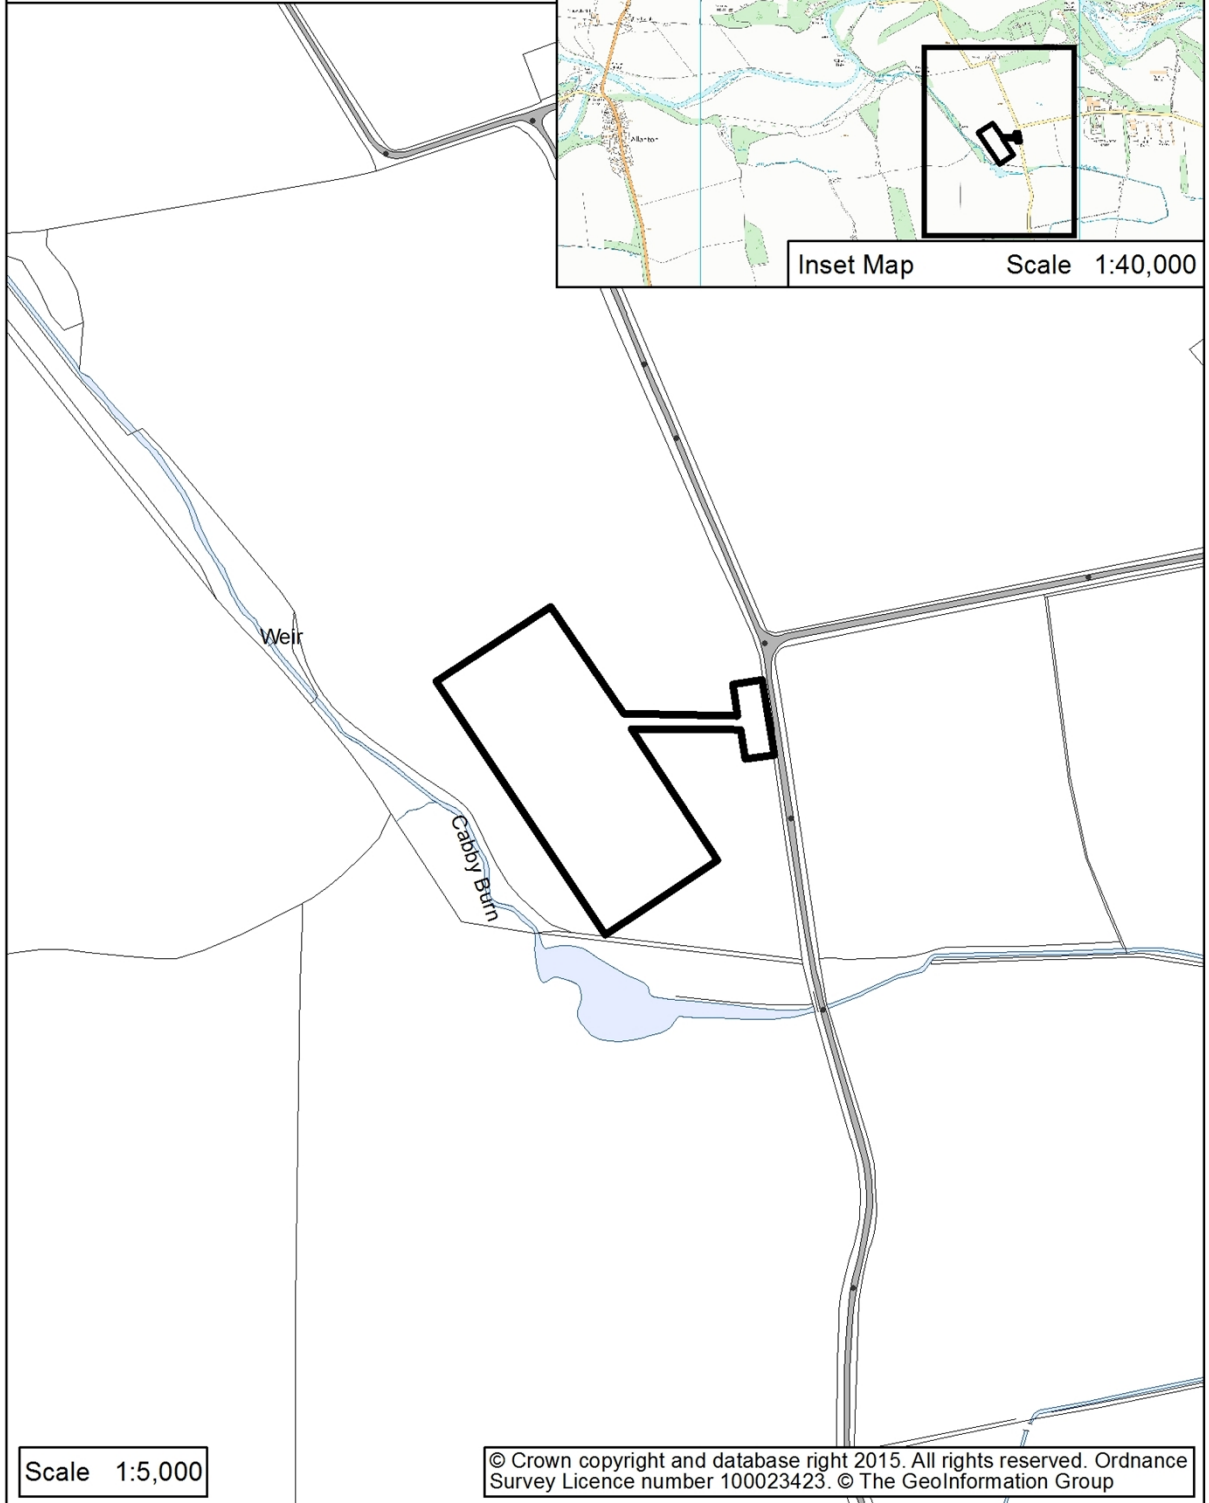 Allanton
Inset Map Scale 1:40,000
Weir
Cabby Burn
Scale 1:5,000
© Crown copyright and database right 2015. All rights reserved. Ordnance
Survey Licence number 100023423. © The GeoInformation Group